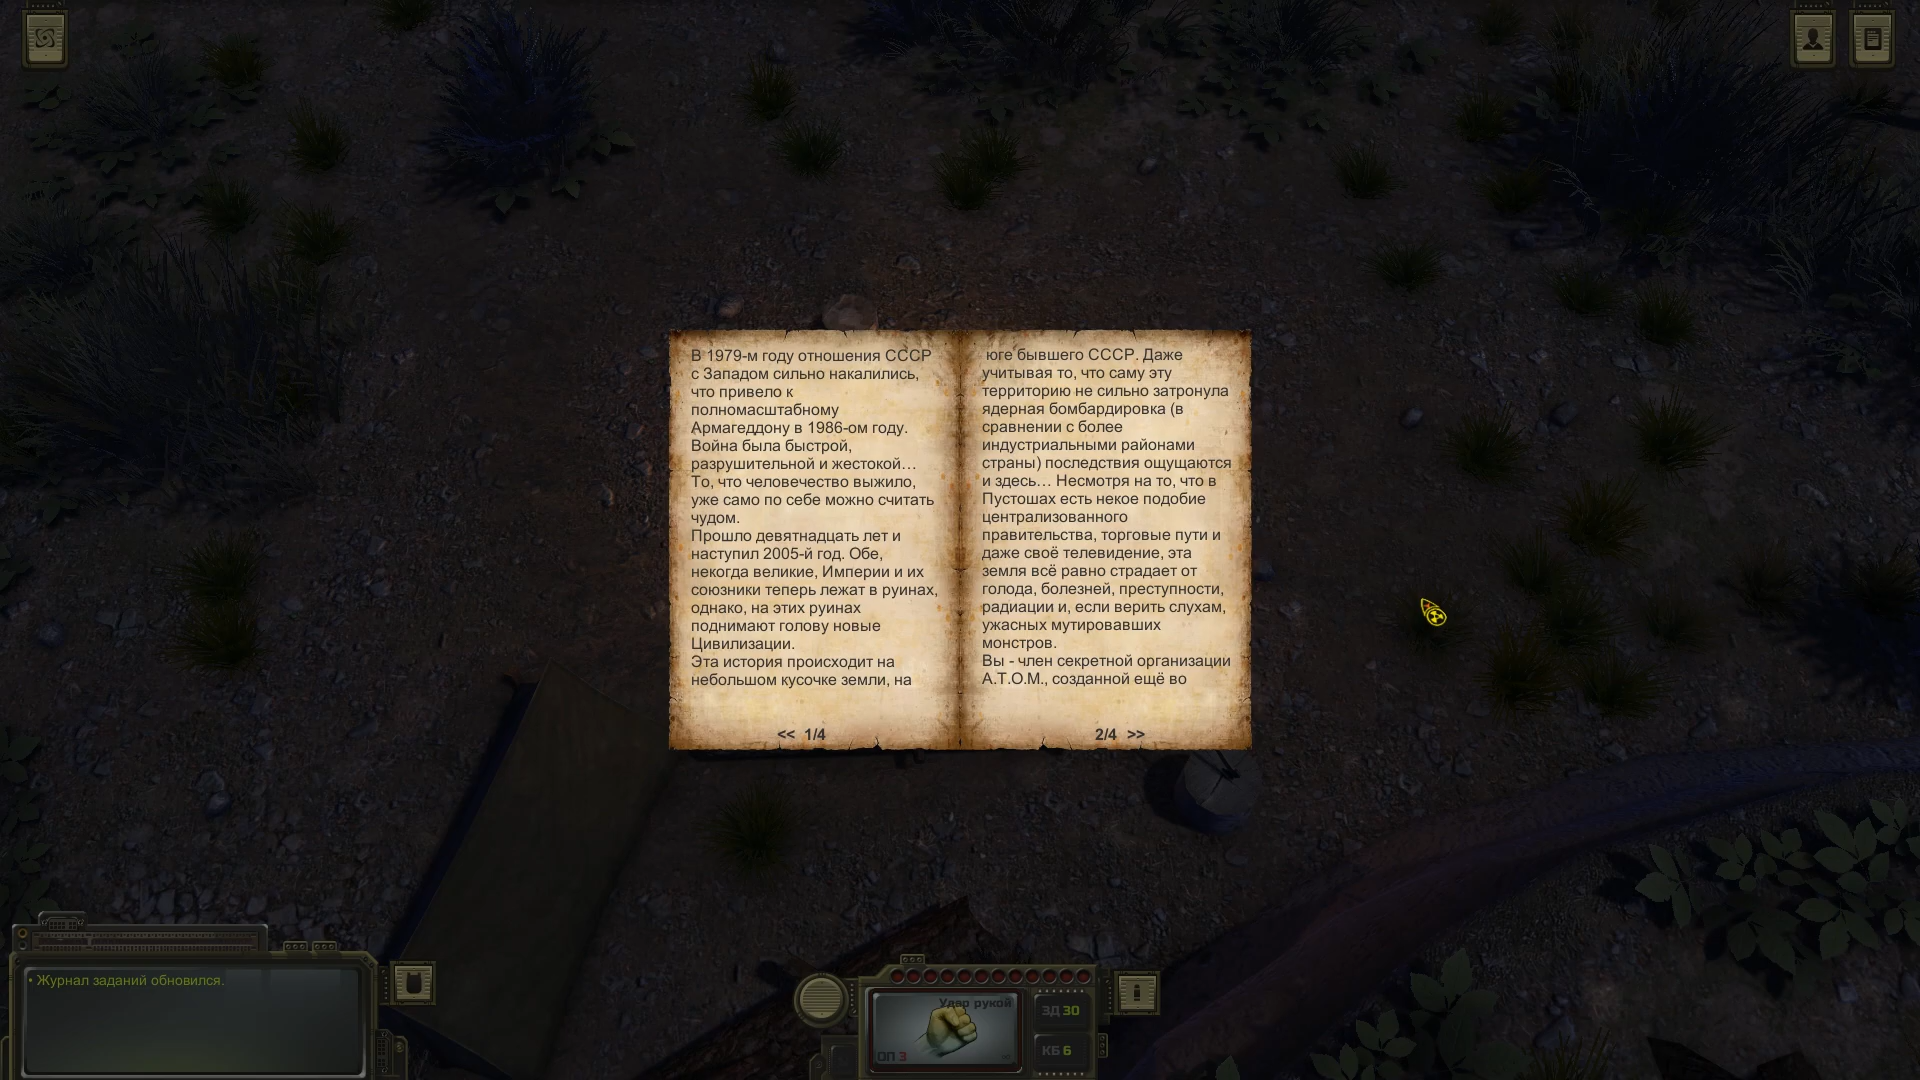 В 1979-м году отношения СССР
с Западом сильно накалились,
что привело к
полномасштабному
Армагеддону в 1986-ом году.
Война была быстрой,
разрушительной и жестокой…
То, что человечество выжило,
уже само по себе можно считать
чудом.
Прошло девятнадцать лет и
наступил 2005-й год. Обе,
некогда великие, Империи и их
союзники теперь лежат в руинах,
однако, на этих руинах
поднимают голову новые
Цивилизации.
Эта история происходит на
небольшом кусочке земли, на
<< 1/4
юге бывшего СССР. Даже
учитывая то, что саму эту
территорию не сильно затронула
ядерная бомбардировка (в
сравнении с более
индустриальными районами
страны) последствия ощущаются
и здесь… Несмотря на то, что в
Пустошах есть некое подобие
централизованного
правительства, торговые пути и
даже своё телевидение, эта
земля всё равно страдает от
голода, болезней, преступности,
радиации и, если верить слухам,
ужасных мутировавших
монстров.
Вы - член секретной организации
А.Т.О.М., созданной ещё во
2/4 >>
• Журнал заданий обновился.
Удар рукой
ОП 3
ЗД 30
КБ 6